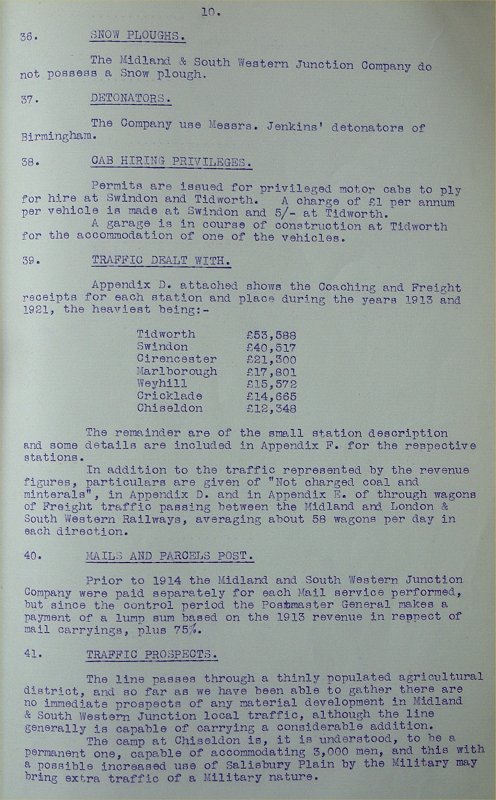 10.
36. SNOW PLOUGHS.
The Midland & South Western Junction Company do
not possess a Snow plough.
37. DETONATORS.
The Company use Messrs. Jenkins' detonators of
Birmingham.
38. CAB HIRING PRIVILEGES.
Permits are issued for privileged motor cabs to ply
for hire at Swindon and Tidworth. A charge of £1 per annum
per vehicle is made at Swindon and 5/- at Tidworth.
A garage is in course of construction at Tidworth
for the accommodation of one of the vehicles.
39. TRAFFIC DEALT WITH.
Appendix D. attached shows the Coaching and Freight
receipts for each station and place during the years 1913 and
1921, the heaviest being:-
Tidworth £53,588
Swindon £40,517
Cirencester £21,300
Marlborough £17,801
Weyhill £15,572
Cricklade £14,665
Chiseldon £12,348
The remainder are of the small station description
and some details are included in Appendix F. for the respective
stations.
In addition to the traffic represented by the revenue
figures, particulars are given of "Not charged coal and
minterals", in Appendix D. and in Appendix E. of through wagons
of Freight traffic passing between the Midland and London &
South Western Railways, averaging about 58 wagons per day in
each direction.
40. MAILS AND PARCELS POST.
Prior to 1914 the Midland and South Western Junction
Company were paid separately for each Mail service performed,
but since the control period the Postmaster General makes a
payment of a lump sum based on the 1913 revenue in reppect of
mail carryings, plus 75%.
41. TRAFFIC PROSPECTS.
The line passes through a thinly populated agricultural
district, and so far as we have been able to gather there are
no immediate prospects of any material development in Midland
& South Western Junction local traffic, although the line
generally is capable of carrying a considerable addition.
The camp at Chiseldon is, it is understood, to be a
permanent one, capable of accommodating 3,000 men, and this with
a possible increased use of Salisbury Plain by the Military may
bring extra traffic of a Military nature.